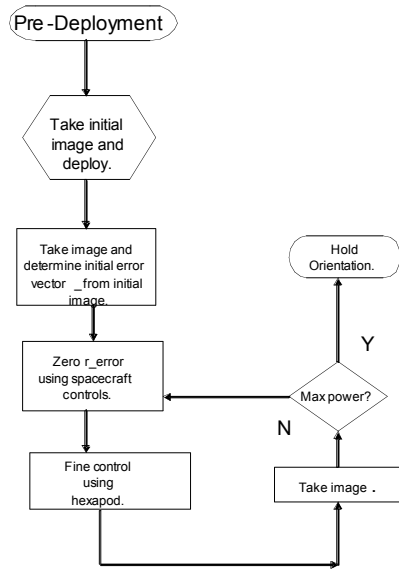 Pre-Deployment
Take initial
image and
deploy.
Take image and
determine initial error
vector _ from initial
image.
Zero r_error
using spacecraft
controls.
Fine control
using
hexapod.
Hold
Orientation.
Y
Max power?
N
Take image .